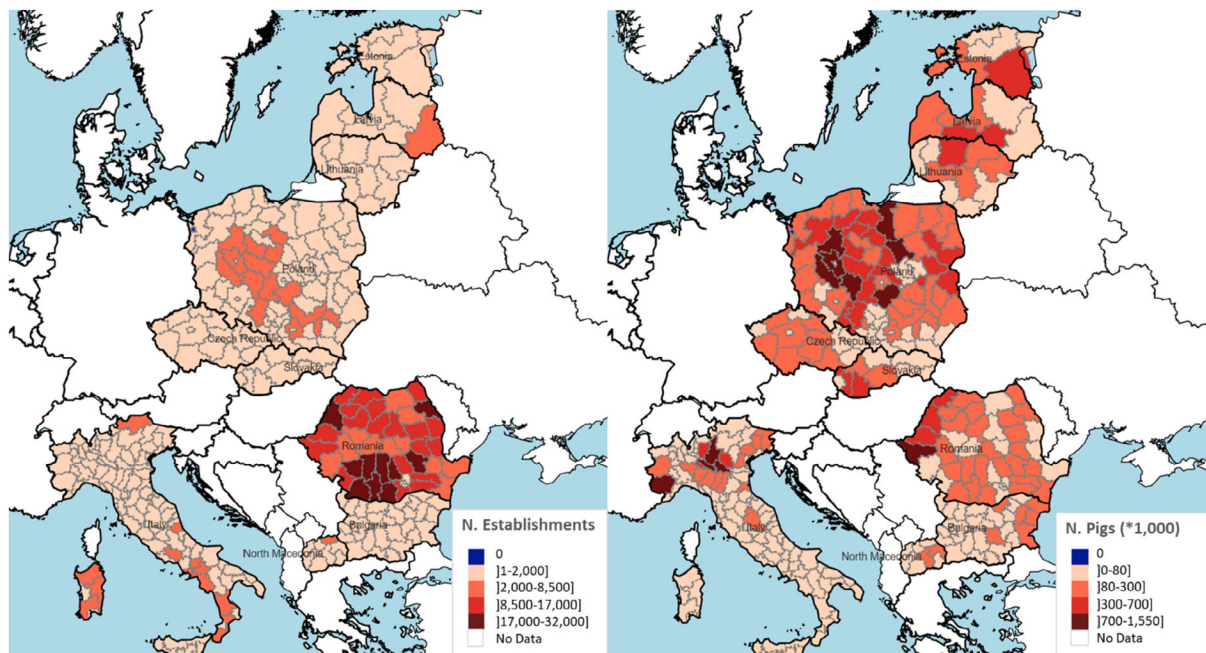 Estonia
Latvia
Lithuania
Poland
Czech Republic
Slovakia
Romania
Italy
Bulgaria
North Macedonia
N. Establishments
0
]1-2,000]
]2,000-8,500]
]8,500-17,000]
]17,000-32,000]
No Data
Estonia
Latvia
Lithuania
Poland
Czech Republic
Slovakia
Romania
Italy
Bulgaria
North Macedonia
N. Pigs (*1,000)
0
]0-80]
]80-300]
]300-700]
]700-1,550]
No Data